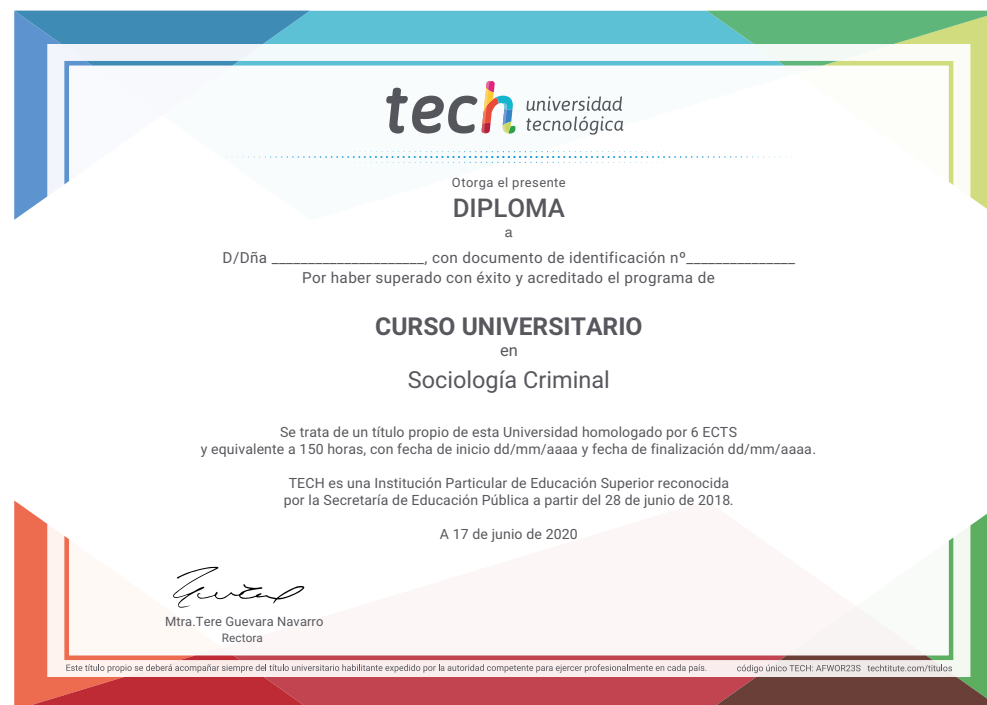 tech universidad
tecnológica
Otorga el presente
DIPLOMA
a
D/Dña _____________________, con documento de identificación nº_______________
Por haber superado con éxito y acreditado el programa de
CURSO UNIVERSITARIO
en
Sociología Criminal
Se trata de un título propio de esta Universidad homologado por 6 ECTS
y equivalente a 150 horas, con fecha de inicio dd/mm/aaaa y fecha de finalización dd/mm/aaaa.
TECH es una Institución Particular de Educación Superior reconocida
por la Secretaría de Educación Pública a partir del 28 de junio de 2018.
A 17 de junio de 2020
Mtra.Tere Guevara Navarro
Rectora
Este título propio se deberá acompañar siempre del título universitario habilitante expedido por la autoridad competente para ejercer profesionalmente en cada país. código único TECH: AFWOR23S techtitute.com/titulos